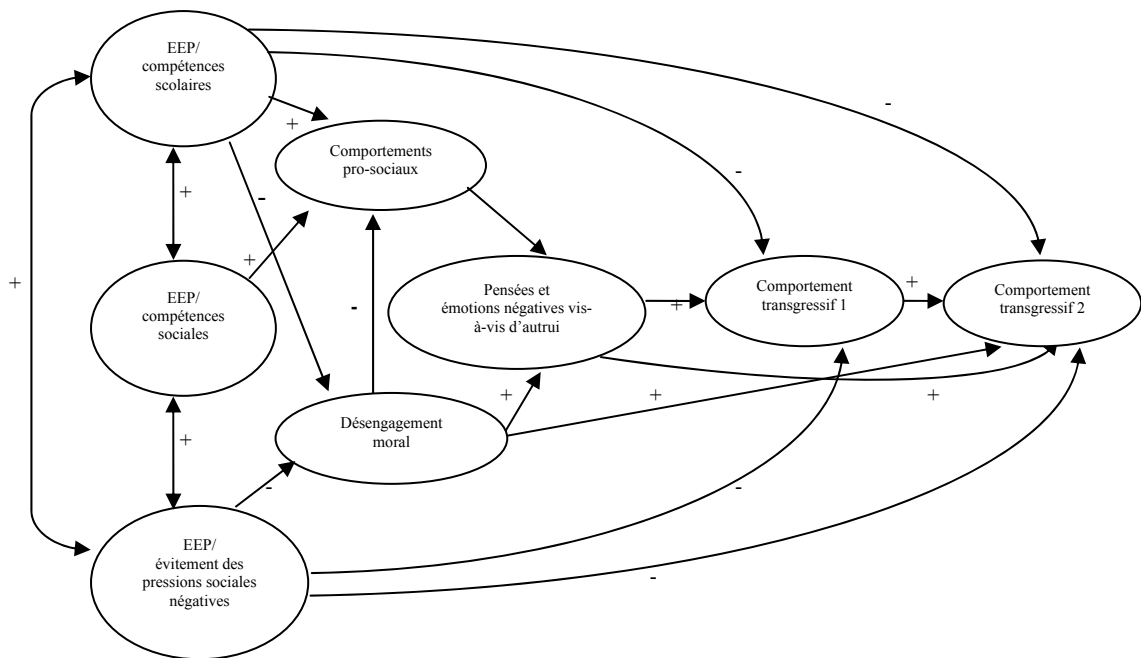 EEP/
compétences
scolaires
-
+
Comportements
pro-sociaux
-
+
-
+
+
EEP/
compétences
sociales
+
-
Pensées et
émotions négatives vis-
à-vis d'autrui
+
Comportement
transgressif 1
+
Comportement
transgressif 2
+
Désengagement
moral
+
+
+
-
-
-
EEP/
évitement des
pressions sociales
négatives